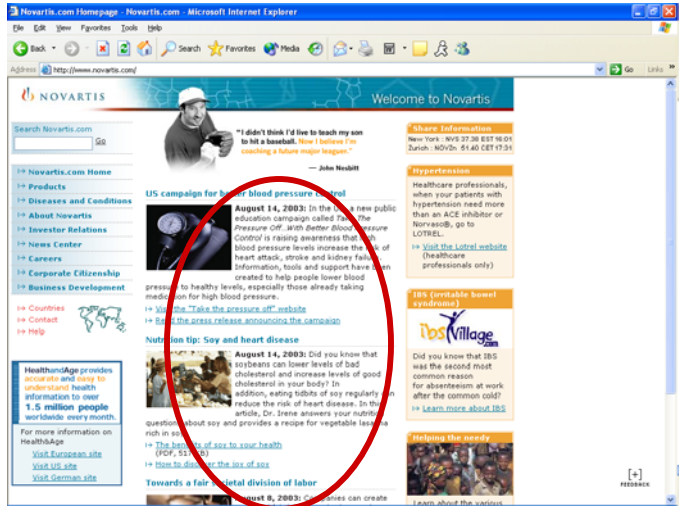 Novartis.com Homepage - Novartis.com - Microsoft Internet Explorer
File Edit View Favorites Tools Help
Back Search Favorites Media
Address http://www.novartis.com/ Go Links
NOVARTIS
Welcome to Novartis
Search Novartis.com
Go
Novartis.com Home
Products
Diseases and Conditions
About Novartis
Investor Relations
News Center
Careers
Corporate Citizenship
Business Development
Countries
Contact
Help
HealthandAge provides
accurate and easy to
understand health
information to over
1.5 million people
worldwide every month.
For more information on
Health&Age
Visit European site
Visit US site
Visit German site
"I didn't think I'd live to teach my son
to hit a baseball. Now I believe I'm
coaching a future major leaguer."
— John Nesbitt
US campaign for better blood pressure control
August 14, 2003: In the US, a new public
education campaign called Take The
Pressure Off...With Better Blood Pressure
Control is raising awareness that high
blood pressure levels increase the risk of
heart attack, stroke and kidney failure.
Information, tools and support have been
created to help people lower blood
pressure to healthy levels, especially those already taking
medication for high blood pressure.
Visit the "Take the pressure off" website
Read the press release announcing the campaign
Nutrition tip: Soy and heart disease
August 14, 2003: Did you know that
soybeans can lower levels of bad
cholesterol and increase levels of good
cholesterol in your body? In
addition, eating tidbits of soy regularly can
reduce the risk of heart disease. In this
article, Dr. Irene answers your nutrition
questions about soy and provides a recipe for vegetable lasagna
rich in soy.
The benefits of soy to your health
(PDF, 517 KB)
How to discover the joy of soy
Towards a fair societal division of labor
August 8, 2003: Companies can create
Share Information
New York : NVS 37.38 EST 16:01
Zurich : NOVZn 51.40 CET 17:31
Hypertension
Healthcare professionals,
when your patients with
hypertension need more
than an ACE inhibitor or
Norvasc®, go to
LOTREL.
Visit the Lotrel website
(healthcare
professionals only)
IBS (irritable bowel
syndrome)
ibsVillage
.com
Did you know that IBS
was the second most
common reason
for absenteeism at work
after the common cold?
Learn more about IBS
Helping the needy
Learn about the various
[+]
FEEDBACK